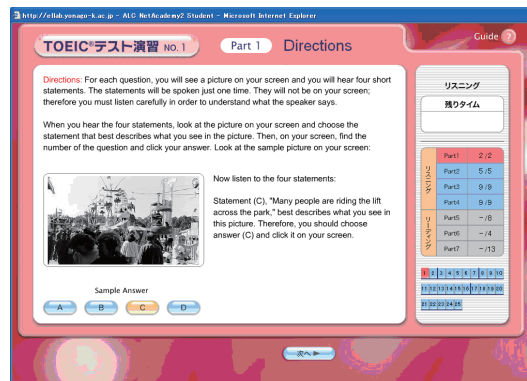 http://ellab.yonago-k.ac.jp - ALC NetAcademy2 Student - Microsoft Internet Explorer
TOEIC®テスト演習 NO. 1
Part 1 Directions
Guide ?
Directions: For each question, you will see a picture on your screen and you will hear four short
statements. The statements will be spoken just one time. They will not be on your screen;
therefore you must listen carefully in order to understand what the speaker says.
When you hear the four statements, look at the picture on your screen and choose the
statement that best describes what you see in the picture. Then, on your screen, find the
number of the question and click your answer. Look at the sample picture on your screen:
Now listen to the four statements:
Statement (C), "Many people are riding the lift
across the park," best describes what you see in
this picture. Therefore, you should choose
answer (C) and click it on your screen.
Sample Answer
A B C D
リスニング
残りタイム
リスニング
Part1 2/2
Part2 5/5
Part3 9/9
Part4 9/9
リーディング
Part5 -/8
Part6 -/4
Part7 -/13
1 2 3 4 5 6 7 8 9 10
11 12 13 14 15 16 17 18 19 20
21 22 23 24 25
次へ▶